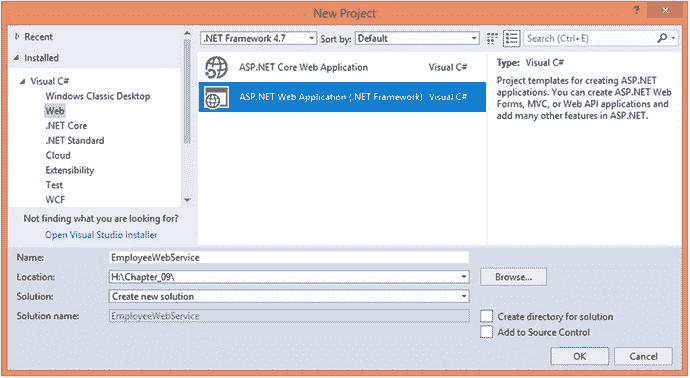 New Project
?
Recent
Installed
.NET Framework 4.7
Sort by: Default
Search (Ctrl+E)
Visual C#
Windows Classic Desktop
Web
.NET Core
.NET Standard
Cloud
Extensibility
Test
WCF
Not finding what you are looking for?
Open Visual Studio Installer
ASP.NET Core Web Application Visual C#
ASP.NET Web Application (.NET Framework) Visual C#
Type: Visual C#
Project templates for creating ASP.NET
applications. You can create ASP.NET Web
Forms, MVC, or Web API applications and
add many other features in ASP.NET.
Name: EmployeeWebService
Location: H:\Chapter_09\
Browse...
Solution: Create new solution
Solution name: EmployeeWebService
Create directory for solution
Add to Source Control
OK
Cancel